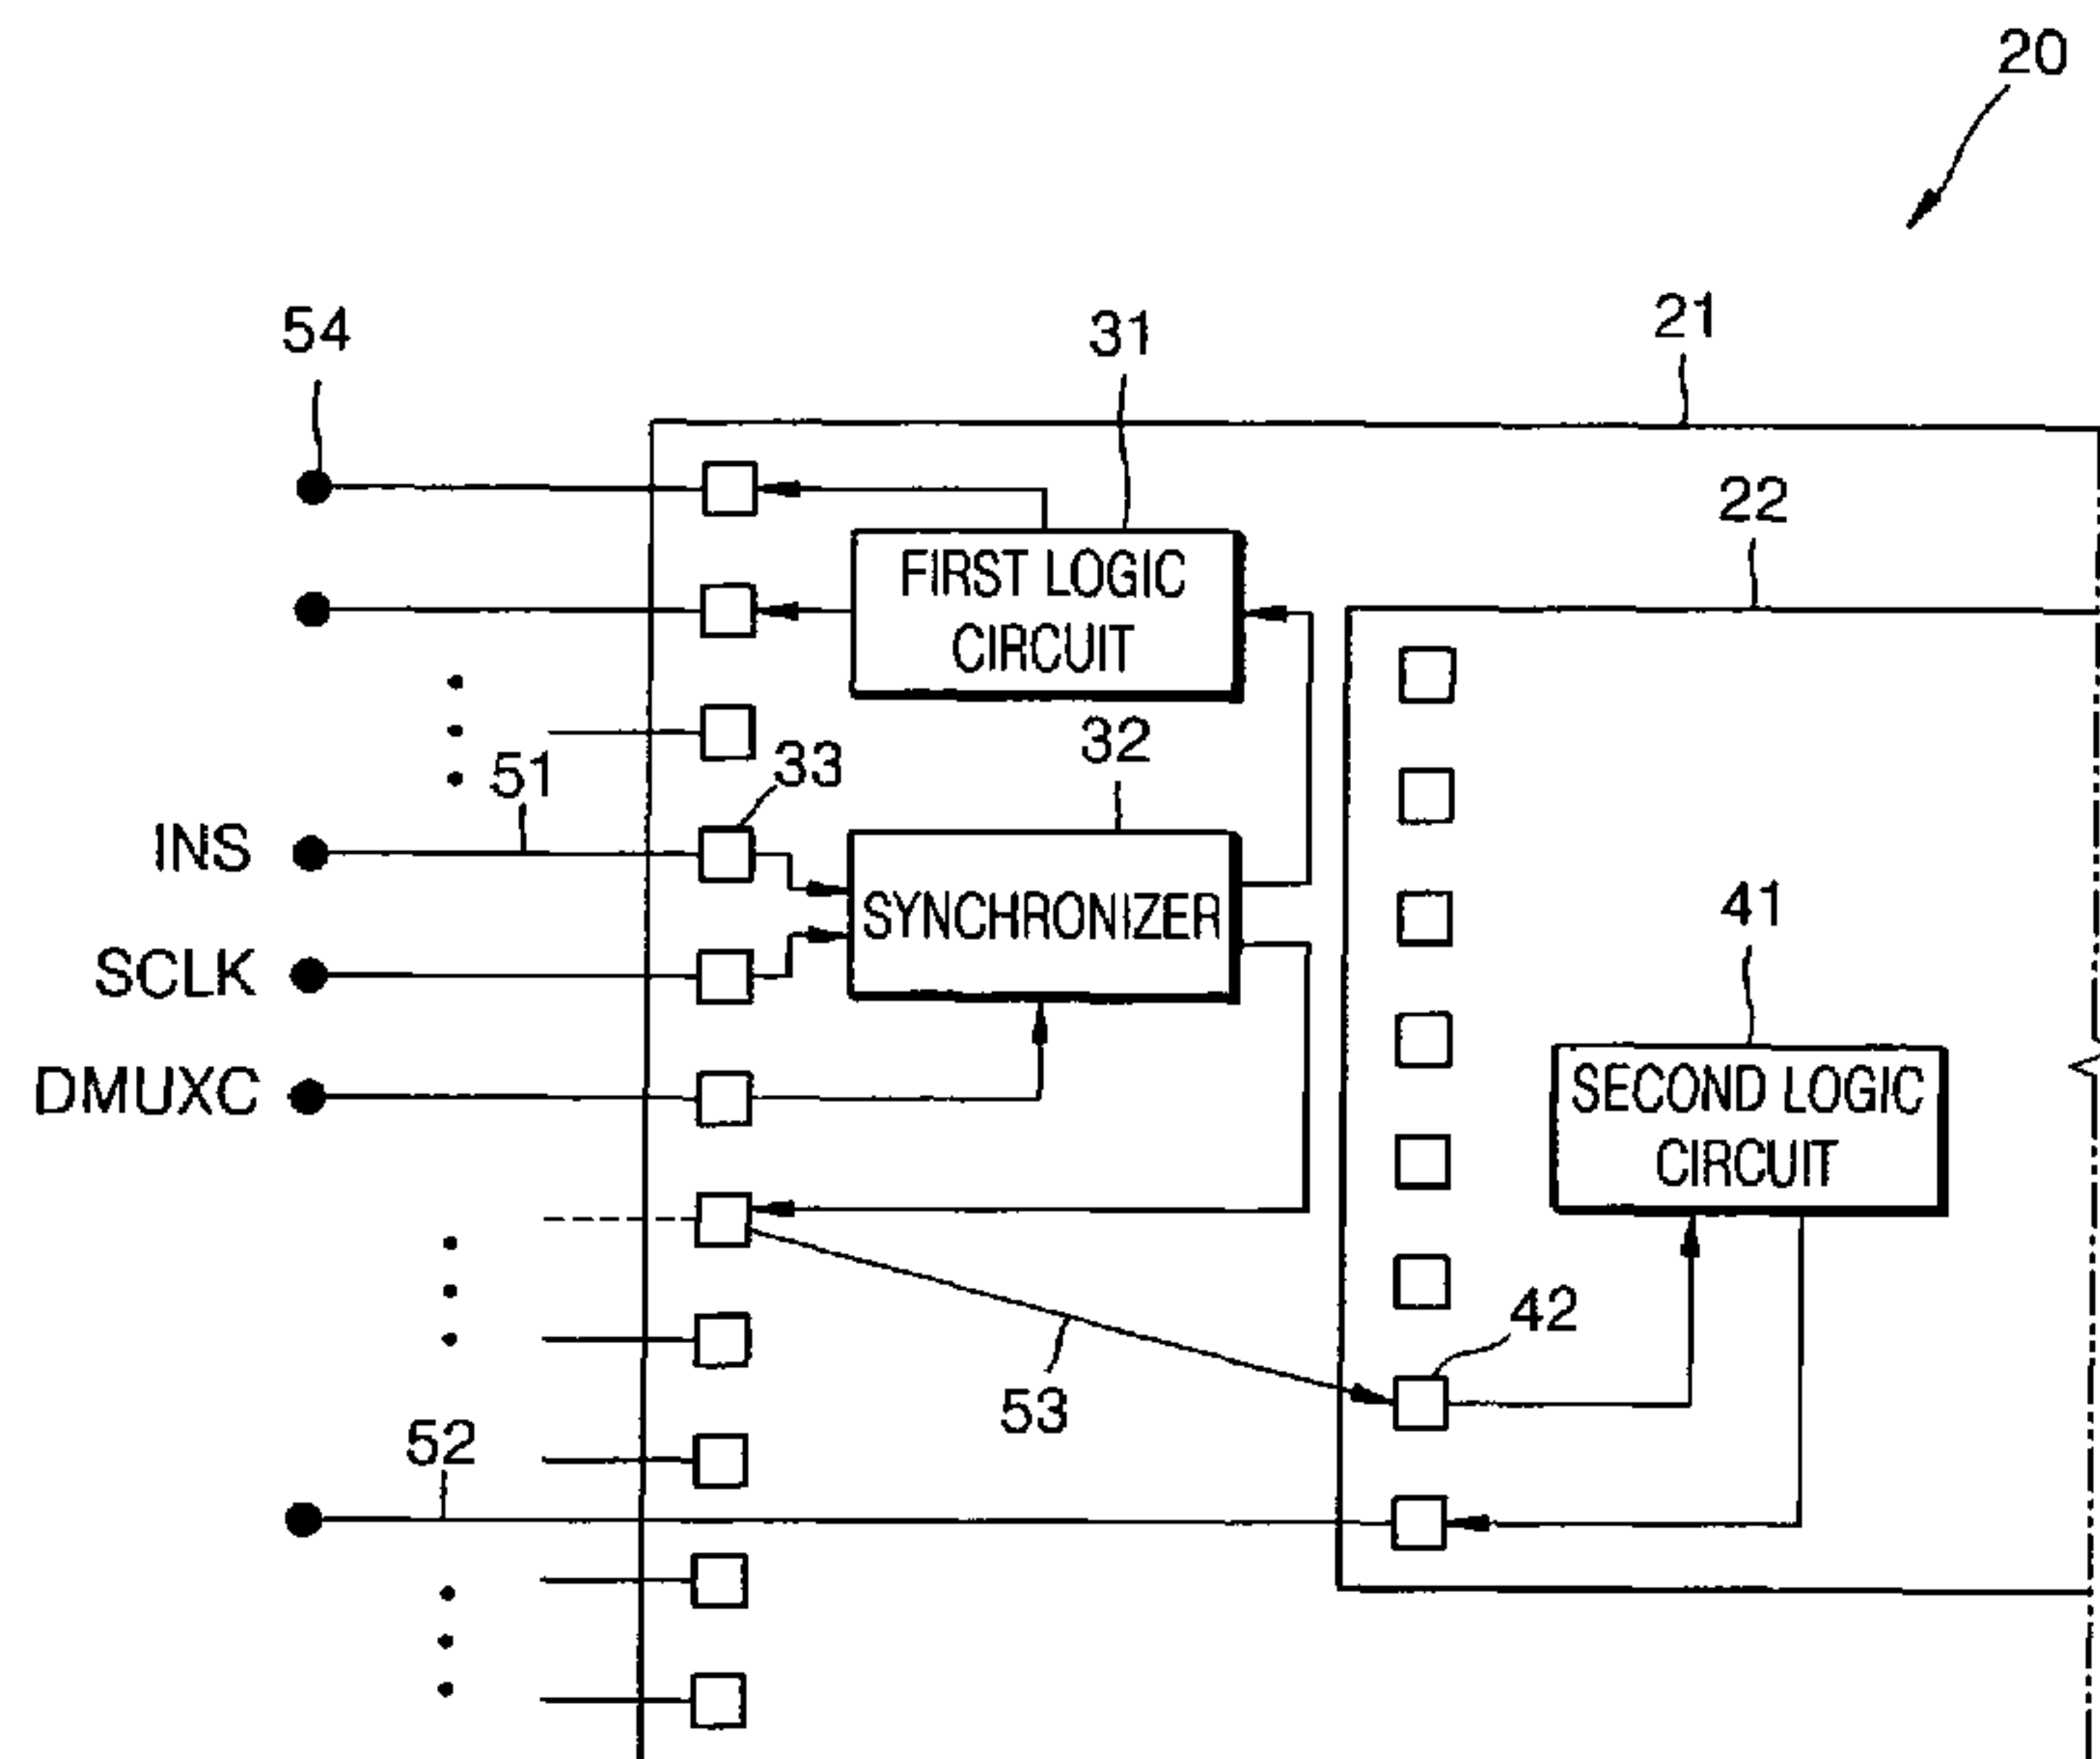 20
54
31
21
22
FIRST LOGIC
CIRCUIT
51
33
32
INS
SYNCHRONIZER
41
SCLK
DMUXC
SECOND LOGIC
CIRCUIT
42
53
52